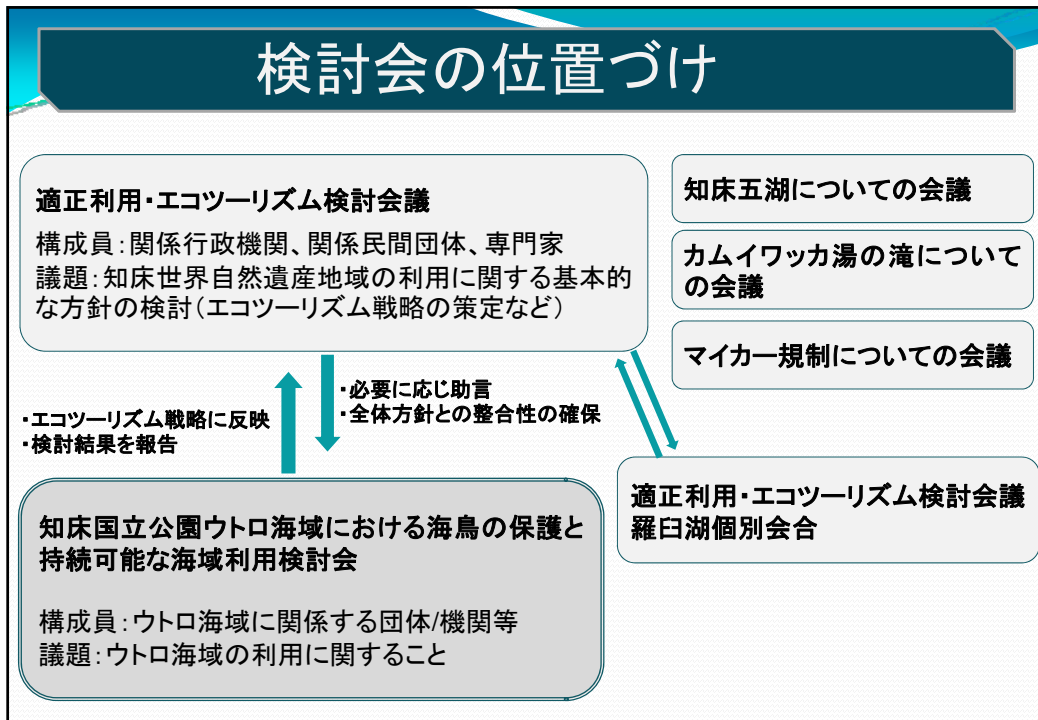 検討会の位置づけ
適正利用・エコツーリズム検討会議
構成員：関係行政機関、関係民間団体、専門家
議題：知床世界自然遺産地域の利用に関する基本的
な方針の検討（エコツーリズム戦略の策定など）
知床五湖についての会議
カムイワッカ湯の滝について
の会議
マイカー規制についての会議
・エコツーリズム戦略に反映
・検討結果を報告
・必要に応じ助言
・全体方針との整合性の確保
適正利用・エコツーリズム検討会議
羅臼湖個別会合
知床国立公園ウトロ海域における海鳥の保護と
持続可能な海域利用検討会
構成員：ウトロ海域に関係する団体/機関等
議題：ウトロ海域の利用に関すること